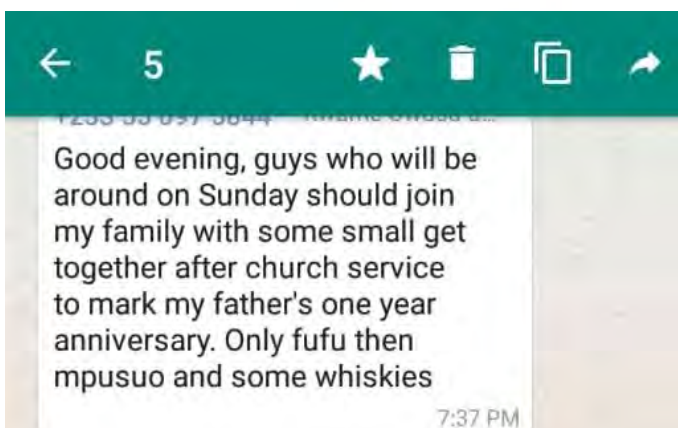 5
Good evening, guys who will be
around on Sunday should join
my family with some small get
together after church service
to mark my father's one year
anniversary. Only fufu then
mpusuo and some whiskies
7:37 PM